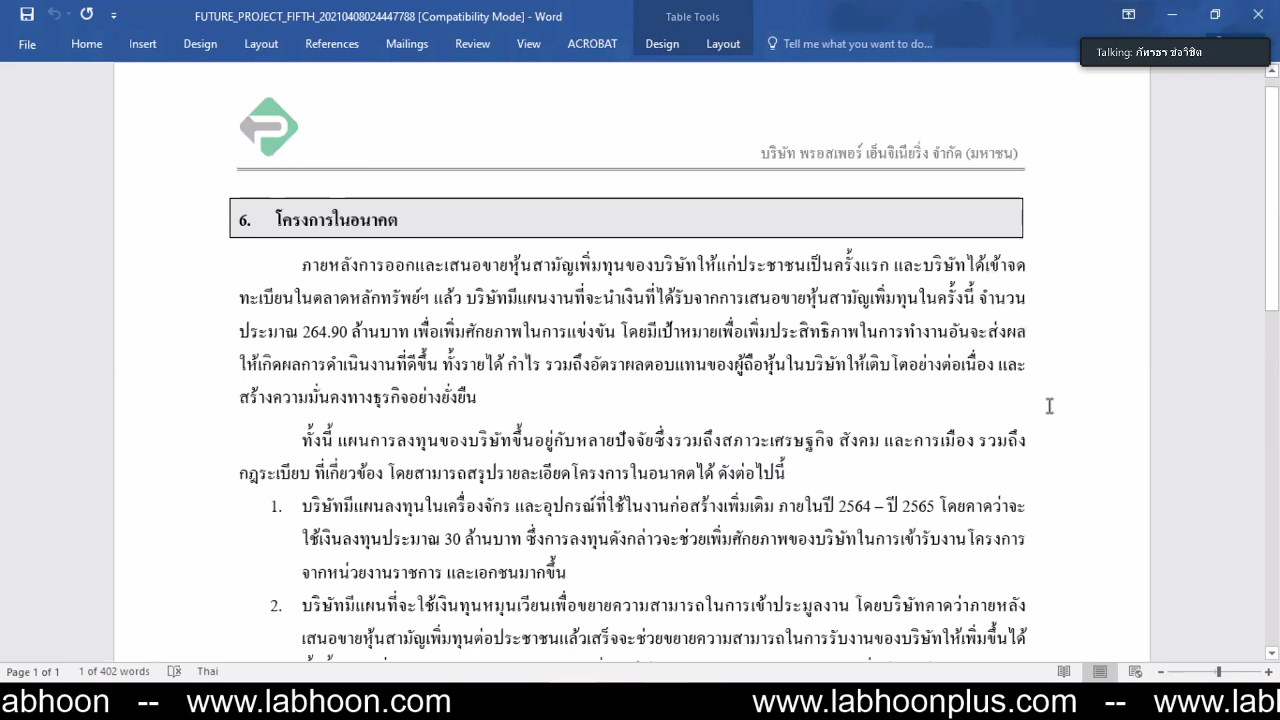 FUTURE_PROJECT_FIFTH_20210408024447788 [Compatibility Mode] - Word
Table Tools
File Home Insert Design Layout References Mailings Review View ACROBAT Design Layout Tell me what you want to do...
Talking: ภัทรธร ช่อวิชิต
บริษัท พรอสเพอร์ เอ็นจิเนียริ่ง จำกัด (มหาชน)
6. โครงการในอนาคต
ภายหลังการออกและเสนอขายหุ้นสามัญเพิ่มทุนของบริษัทให้แก่ประชาชนเป็นครั้งแรก และบริษัทได้เข้าจด
ทะเบียนในตลาดหลักทรัพย์ฯ แล้ว บริษัทมีแผนงานที่จะนำเงินที่ได้รับจากการเสนอขายหุ้นสามัญเพิ่มทุนในครั้งนี้ จำนวน
ประมาณ 264.90 ล้านบาท เพื่อเพิ่มศักยภาพในการแข่งขัน โดยมีเป้าหมายเพื่อเพิ่มประสิทธิภาพในการทำงานอันจะส่งผล
ให้เกิดผลการดำเนินงานที่ดีขึ้น ทั้งรายได้ กำไร รวมถึงอัตราผลตอบแทนของผู้ถือหุ้นในบริษัทให้เติบโตอย่างต่อเนื่อง และ
สร้างความมั่นคงทางธุรกิจอย่างยั่งยืน
ทั้งนี้ แผนการลงทุนของบริษัทขึ้นอยู่กับหลายปัจจัยซึ่งรวมถึงสภาวะเศรษฐกิจ สังคม และการเมือง รวมถึง
กฎระเบียบ ที่เกี่ยวข้อง โดยสามารถสรุปรายละเอียดโครงการในอนาคตได้ ดังต่อไปนี้
1. บริษัทมีแผนลงทุนในเครื่องจักร และอุปกรณ์ที่ใช้ในงานก่อสร้างเพิ่มเติม ภายในปี 2564 – ปี 2565 โดยคาดว่าจะ
ใช้เงินลงทุนประมาณ 30 ล้านบาท ซึ่งการลงทุนดังกล่าวจะช่วยเพิ่มศักยภาพของบริษัทในการเข้ารับงานโครงการ
จากหน่วยงานราชการ และเอกชนมากขึ้น
2. บริษัทมีแผนที่จะใช้เงินทุนหมุนเวียนเพื่อขยายความสามารถในการเข้าประมูลงาน โดยบริษัทคาดว่าภายหลัง
เสนอขายหุ้นสามัญเพิ่มทุนต่อประชาชนแล้วเสร็จจะช่วยขยายความสามารถในการรับงานของบริษัทให้เพิ่มขึ้นได้
Page 1 of 1 1 of 402 words Thai
abhoon -- www.labhoon.com www.labhoonplus.com -- www.lab